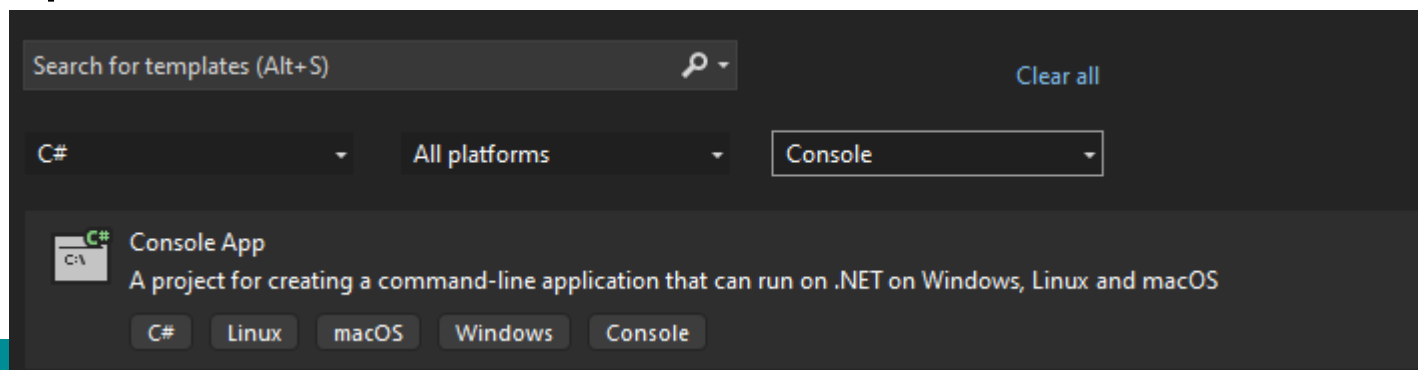 Search for templates (Alt+S)
Clear all
C#
All platforms
Console
C#
C:\
Console App
A project for creating a command-line application that can run on .NET on Windows, Linux and macOS
C#
Linux
macOS
Windows
Console